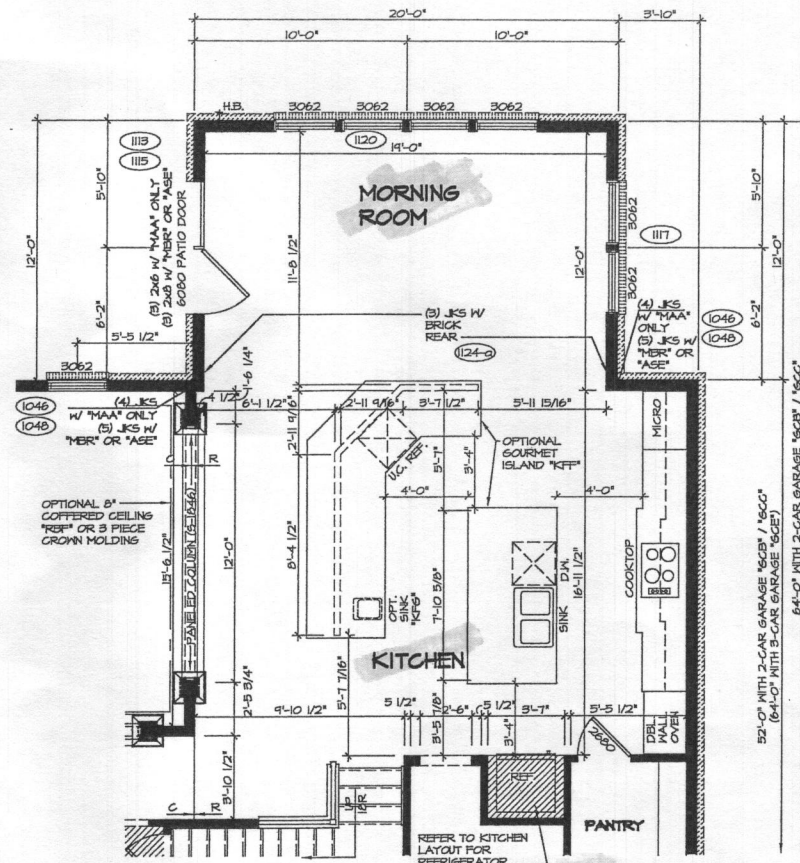 20'-0"
3'-10"
10'-0"
10'-0"
H.B.
3062
3062
3062
3062
1113
1115
1120
19'-0"
MORNING
ROOM
12'-0"
5'-10"
6'-2"
(3) 2x6 W/ "MAA" ONLY
(3) 2x8 W/ "MBR" OR "ASE"
6080 PATIO DOOR
11'-8 1/2"
12'-0"
3062
3062
1117
5'-10"
12'-0"
6'-2"
5'-5 1/2"
3062
(3) JKS W/
BRICK
REAR
1124-a
(4) JKS
W/ "MAA"
ONLY
(5) JKS W/
"MBR" OR
"ASE"
1046
1048
1046
1048
(4) JKS
W/ "MAA" ONLY
(5) JKS W/
"MBR" OR "ASE"
4 1/2"
6'-1 1/2"
1'-6 1/4"
2'-11 9/16"
2'-11 9/16"
3'-7 1/2"
5'-11 15/16"
MICRO
U.C. REF
OPTIONAL
GOURMET
ISLAND "KFF"
5'-7"
3'-4"
4'-0"
4'-0"
C
R
OPTIONAL 8"
COFFERED CEILING
"RBF" OR 3 PIECE
CROWN MOLDING
15'-6 1/2"
PANELED COLUMN
12'-0"
8'-4 1/2"
OPT.
SINK
"KFG"
7'-10 5/8"
D.W.
SINK
16'-11 1/2"
COOKTOP
52'-0" WITH 2-CAR GARAGE "GCB" / "GCC"
(64'-0" WITH 3-CAR GARAGE "GCE")
54'-0" WITH 2-CAR GARAGE "GCB" / "GCC"
KITCHEN
2'-5 3/4"
9'-10 1/2"
5'-7 7/16"
5 1/2"
2'-6"
5 1/2"
3'-7"
5'-5 1/2"
3'-5 7/8"
3'-4"
2680
DBL.
WALL
OVEN
3'-10 1/2"
C
R
UP
18R
REF
PANTRY
REFER TO KITCHEN
LAYOUT FOR
REFRIGERATOR